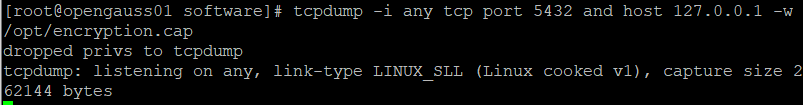 [root@opengauss01 software]# tcpdump -i any tcp port 5432 and host 127.0.0.1 -w
/opt/encryption.cap
dropped privs to tcpdump
tcpdump: listening on any, link-type LINUX_SLL (Linux cooked v1), capture size 2
62144 bytes